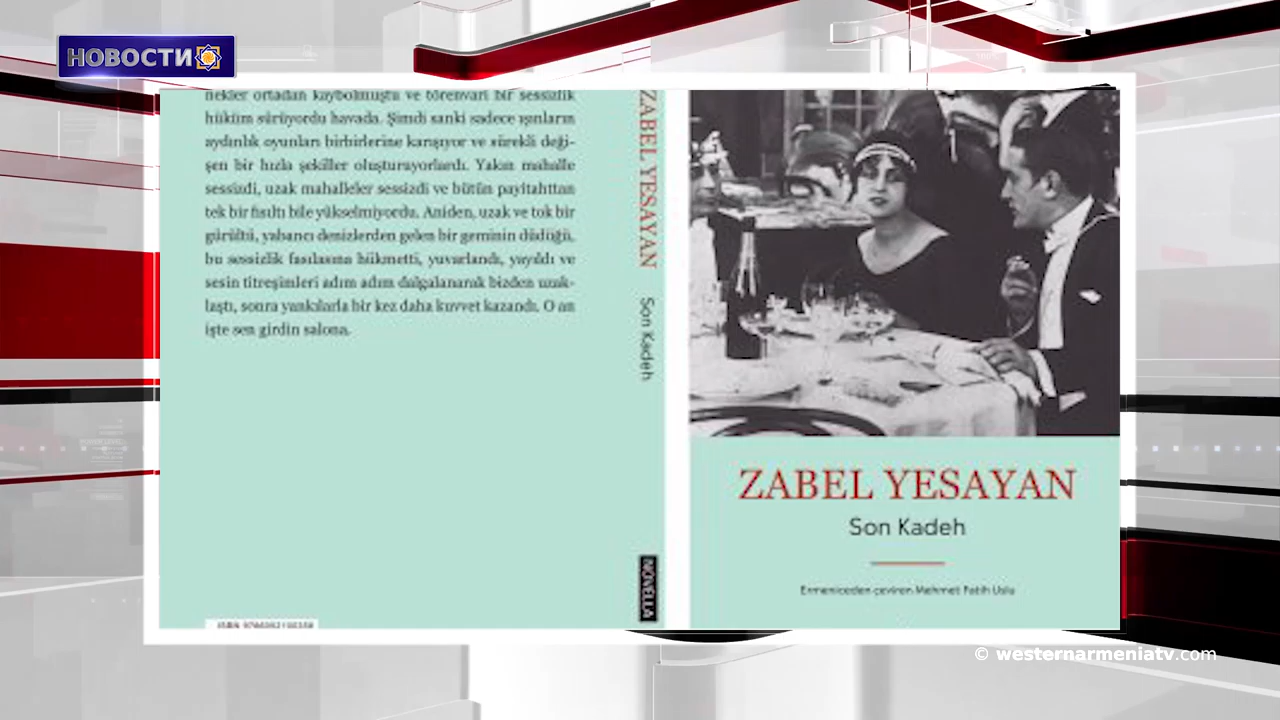 НОВОСТИ
nekler ortadan kaybolmuştu ve törenvari bir sessizlik
hüküm sürüyordu havada. Şimdi sanki sadece ışınların
aydınlık oyunları birbirlerine karışıyor ve sürekli deği-
şen bir hızla şekiller oluşturuyorlardı. Yakın mahalle
sessizdi, uzak mahalleler sessizdi ve bütün payitahttan
tek bir fısıltı bile yükselmiyordu. Aniden, uzak ve tok bir
gürültü, yabancı denizlerden gelen bir geminin düdüğü,
bu sessizlik fasılasına hükmetti, yuvarlandı, yayıldı ve
sesin titreşimleri adım adım dalgalanarak bizden uzak-
laştı, sonra yankılarla bir kez daha kuvvet kazandı. O an
işte sen girdin salona.
ZABEL YESAYAN
Son Kadeh
NOVELLA
ZABEL YESAYAN
Son Kadeh
Ermeniceden çeviren Mehmet Fatih Uslu
© westernarmeniatv.com